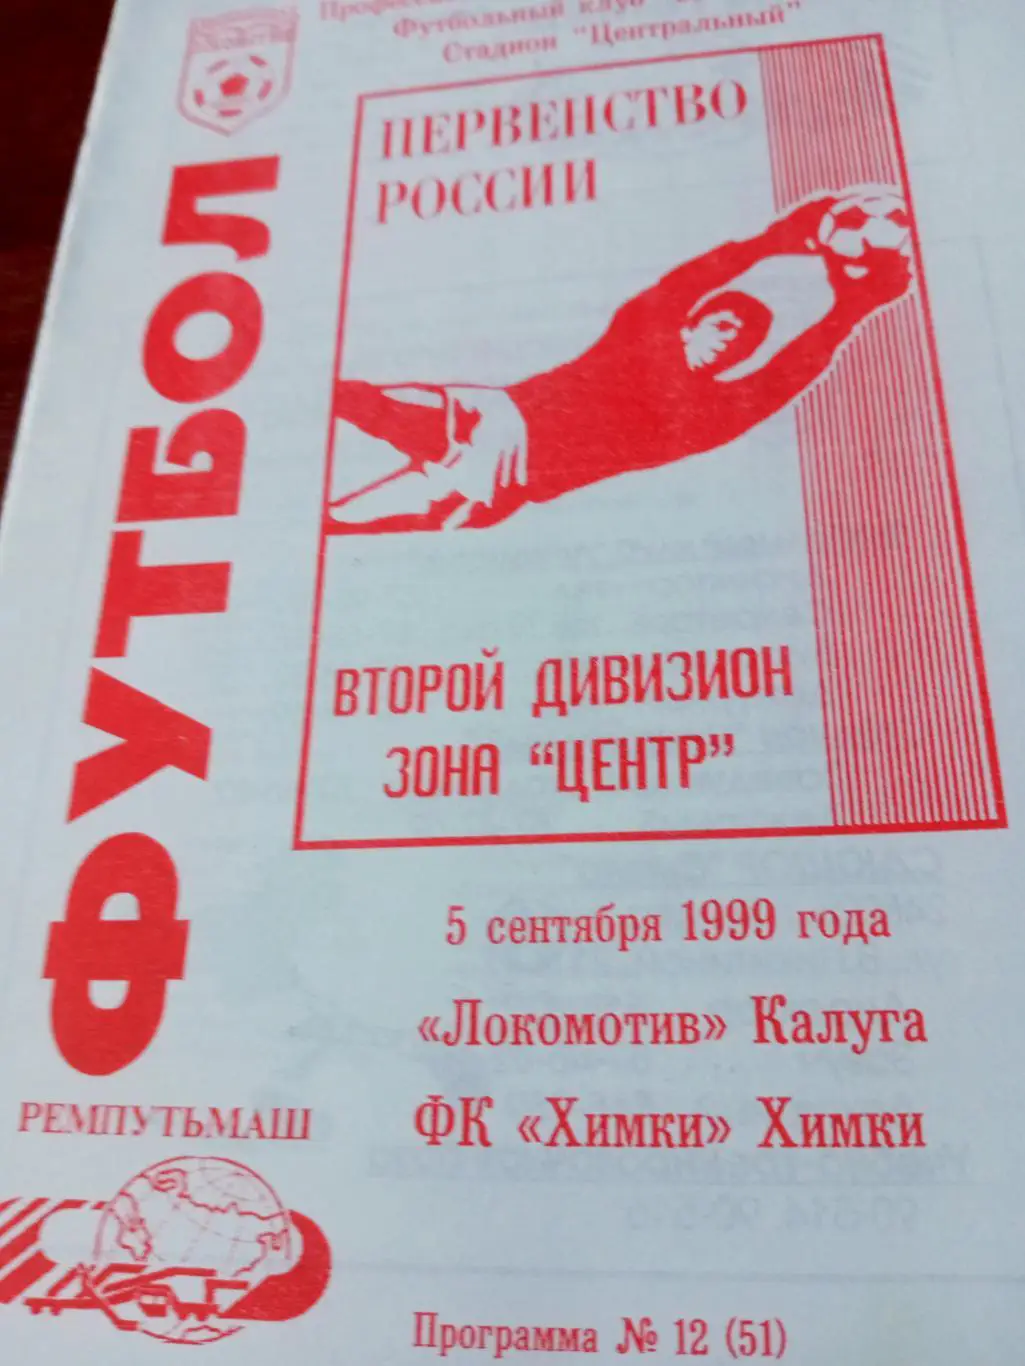 Футбольный клуб
Стадион "Центральный"
ФУТБОЛ
ПЕРВЕНСТВО
РОССИИ
ВТОРОЙ ДИВИЗИОН
ЗОНА "ЦЕНТР"
5 сентября 1999 года
«Локомотив» Калуга
ФК «Химки» Химки
РЕМПУТЬМАШ
Программа № 12 (51)